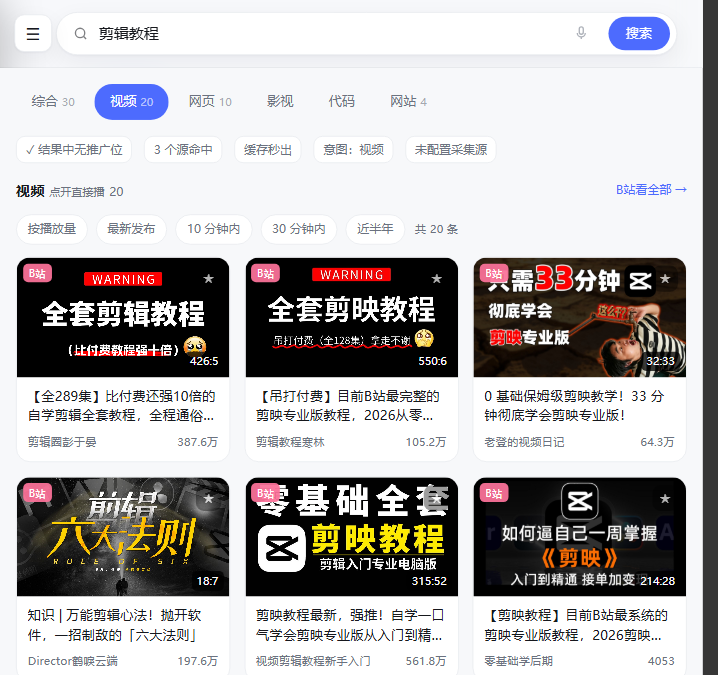 剪辑教程
搜索
综合 30
视频 20
网页 10
影视
代码
网站 4
✓ 结果中无推广位
3 个源命中
缓存秒出
意图：视频
未配置采集源
视频 点开直接播 20
B站看全部 →
按播放量
最新发布
10 分钟内
30 分钟内
近半年
共 20 条
B站
WARNING
全套剪辑教程
（比付费教程强十倍）
426:5
【全289集】比付费还强10倍的
自学剪辑全套教程，全程通俗...
剪辑圈彭于晏
387.6万
B站
WARNING
全套剪映教程
吊打付费（全128集）拿走不谢
550:6
【吊打付费】目前B站最完整的
剪映专业版教程，2026从零...
剪辑教程寒林
105.2万
B站
只需33分钟
彻底学会
剪映专业版
32:33
0 基础保姆级剪映教学！33 分
钟彻底学会剪映专业版！
老登的视频日记
64.3万
B站
剪辑
六大法则
ROLE OF SIX
18:7
知识 | 万能剪辑心法！抛开软
件，一招制敌的「六大法则」
Director鹤唳云端
197.6万
B站
零基础全套
剪映教程
剪辑入门专业电脑版
315:52
剪映教程最新，强推！自学一口
气学会剪映专业版从入门到精...
视频剪辑教程新手入门
561.8万
B站
如何逼自己一周掌握
《剪映》
入门到精通 接单加变
214:28
【剪映教程】目前B站最系统的
剪映专业版教程，2026剪映...
零基础学后期
4053